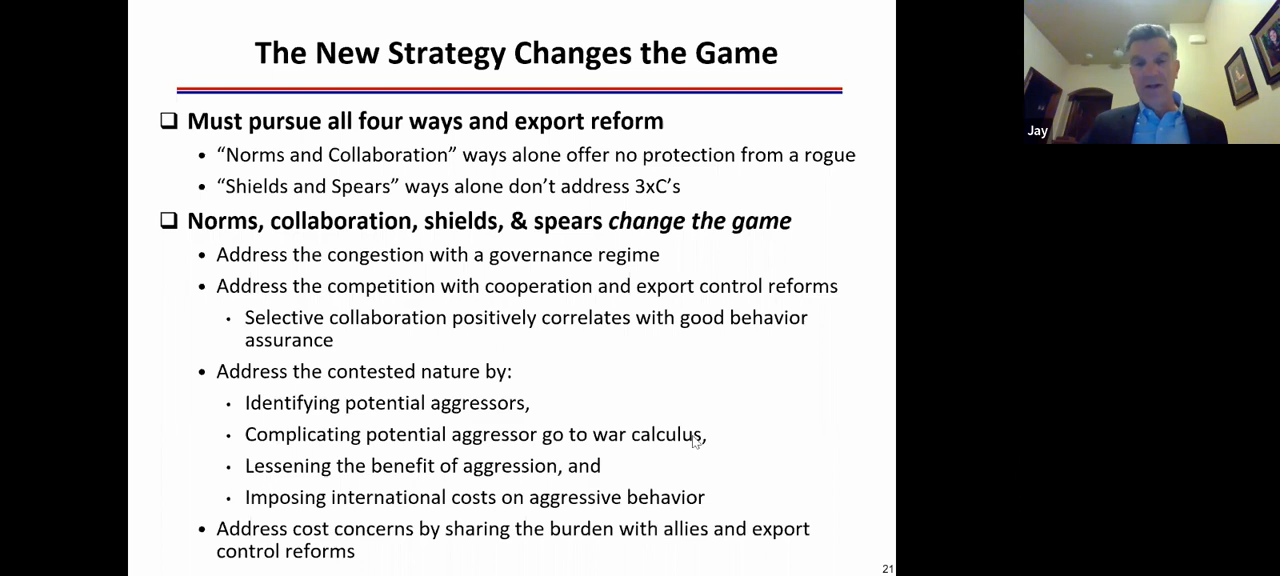 The New Strategy Changes the Game
❑ Must pursue all four ways and export reform
• “Norms and Collaboration” ways alone offer no protection from a rogue
• “Shields and Spears” ways alone don’t address 3xC’s
❑ Norms, collaboration, shields, & spears change the game
• Address the congestion with a governance regime
• Address the competition with cooperation and export control reforms
• Selective collaboration positively correlates with good behavior
assurance
• Address the contested nature by:
• Identifying potential aggressors,
• Complicating potential aggressor go to war calculus,
• Lessening the benefit of aggression, and
• Imposing international costs on aggressive behavior
• Address cost concerns by sharing the burden with allies and export
control reforms
21
Jay